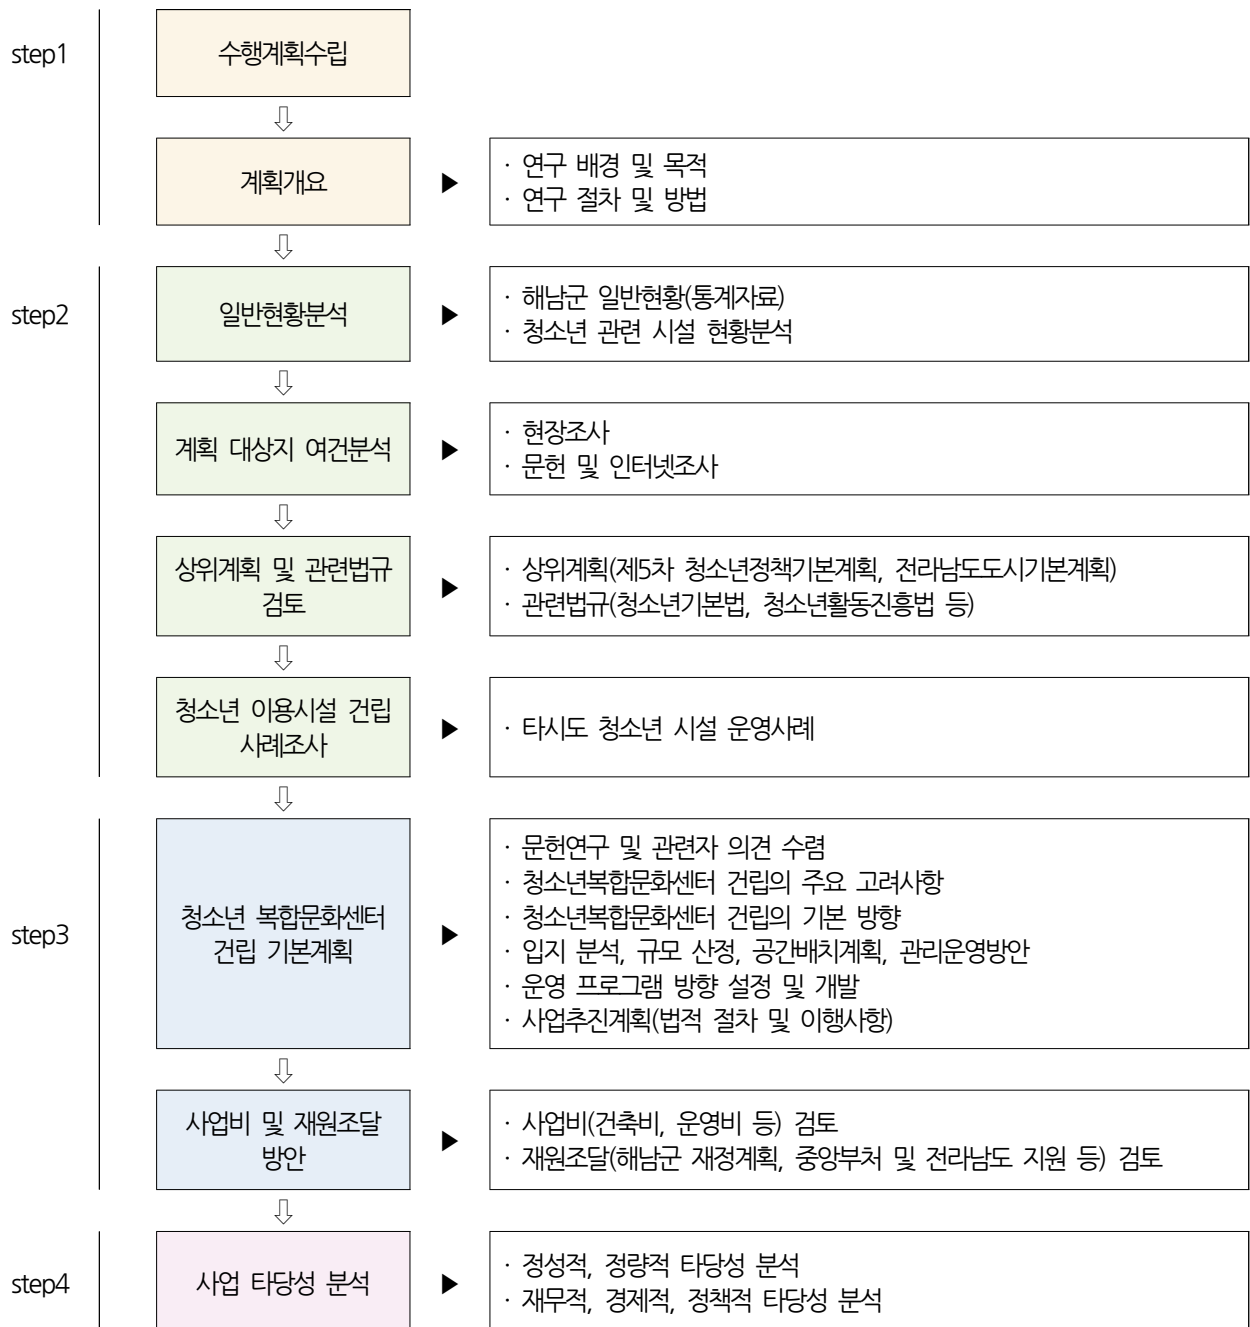 step1
수행계획수립
⇩
계획개요
▶
· 연구 배경 및 목적
· 연구 절차 및 방법
⇩
step2
일반현황분석
▶
· 해남군 일반현황(통계자료)
· 청소년 관련 시설 현황분석
⇩
계획 대상지 여건분석
▶
· 현장조사
· 문헌 및 인터넷조사
⇩
상위계획 및 관련법규
검토
▶
· 상위계획(제5차 청소년정책기본계획, 전라남도도시기본계획)
· 관련법규(청소년기본법, 청소년활동진흥법 등)
⇩
청소년 이용시설 건립
사례조사
▶
· 타시도 청소년 시설 운영사례
⇩
step3
청소년 복합문화센터
건립 기본계획
▶
· 문헌연구 및 관련자 의견 수렴
· 청소년복합문화센터 건립의 주요 고려사항
· 청소년복합문화센터 건립의 기본 방향
· 입지 분석, 규모 산정, 공간배치계획, 관리운영방안
· 운영 프로그램 방향 설정 및 개발
· 사업추진계획(법적 절차 및 이행사항)
⇩
사업비 및 재원조달
방안
▶
· 사업비(건축비, 운영비 등) 검토
· 재원조달(해남군 재정계획, 중앙부처 및 전라남도 지원 등) 검토
⇩
step4
사업 타당성 분석
▶
· 정성적, 정량적 타당성 분석
· 재무적, 경제적, 정책적 타당성 분석